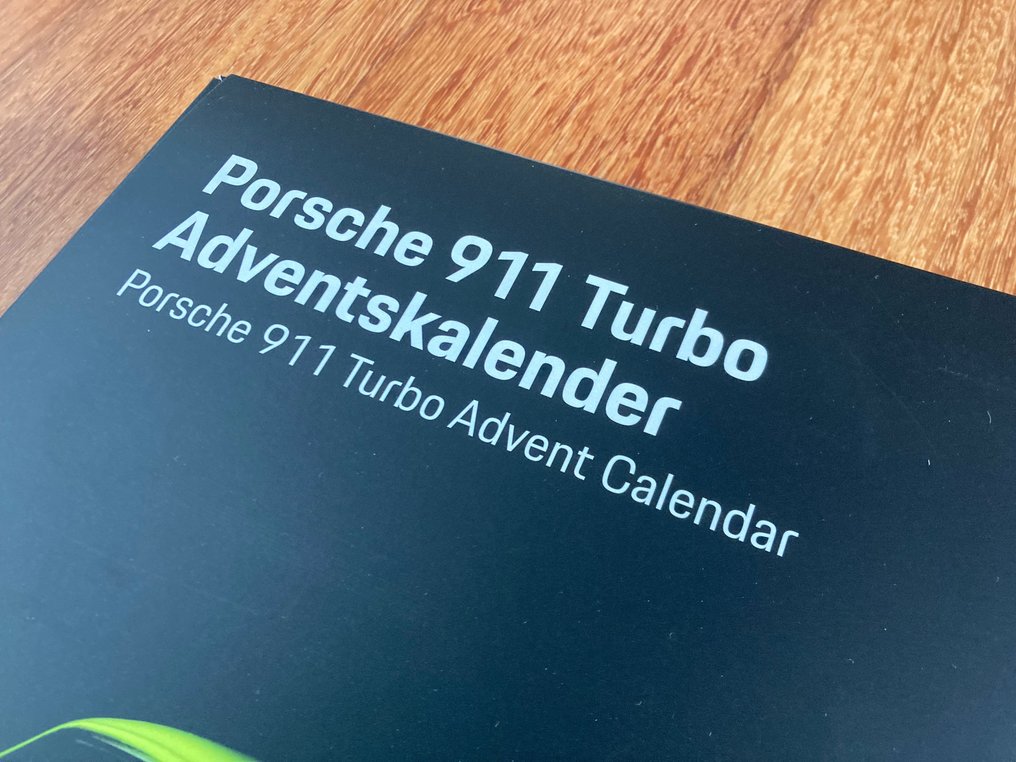 Porsche 911 Turbo
Adventskalender
Porsche 911 Turbo Advent Calendar